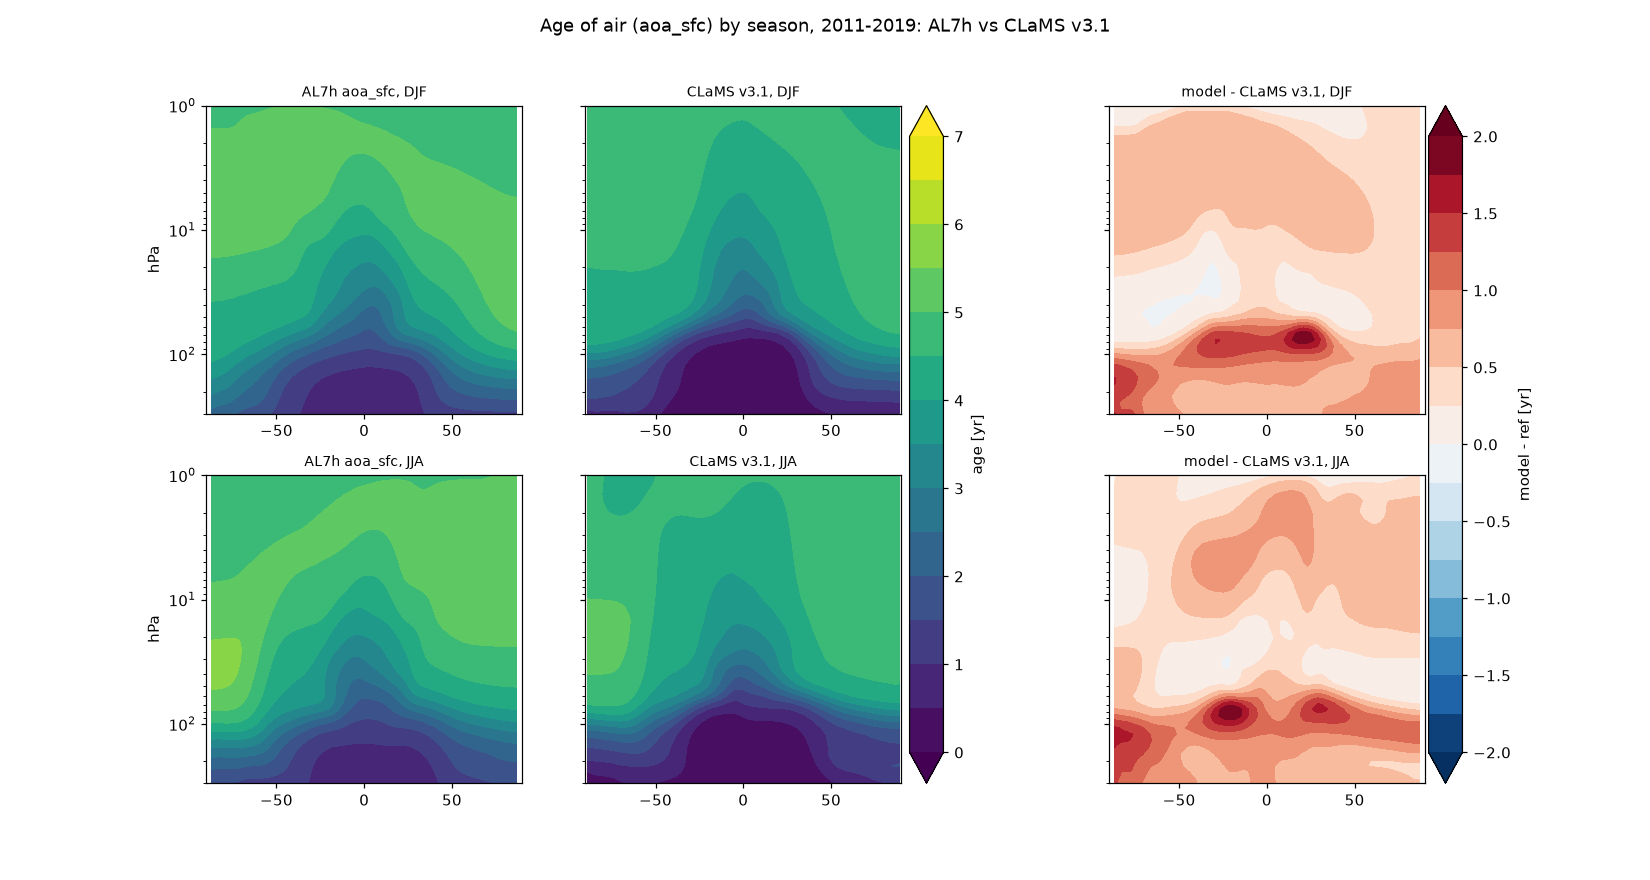 Age of air (aoa_sfc) by season, 2011-2019: AL7h vs CLaMS v3.1
AL7h aoa_sfc, DJF
CLaMS v3.1, DJF
model - CLaMS v3.1, DJF
10⁰
10¹
10²
hPa
−50 0 50
−50 0 50
−50 0 50
AL7h aoa_sfc, JJA
CLaMS v3.1, JJA
model - CLaMS v3.1, JJA
10⁰
10¹
10²
hPa
−50 0 50
−50 0 50
−50 0 50
7
6
5
4
3
2
1
0
age [yr]
2.0
1.5
1.0
0.5
0.0
−0.5
−1.0
−1.5
−2.0
model - ref [yr]